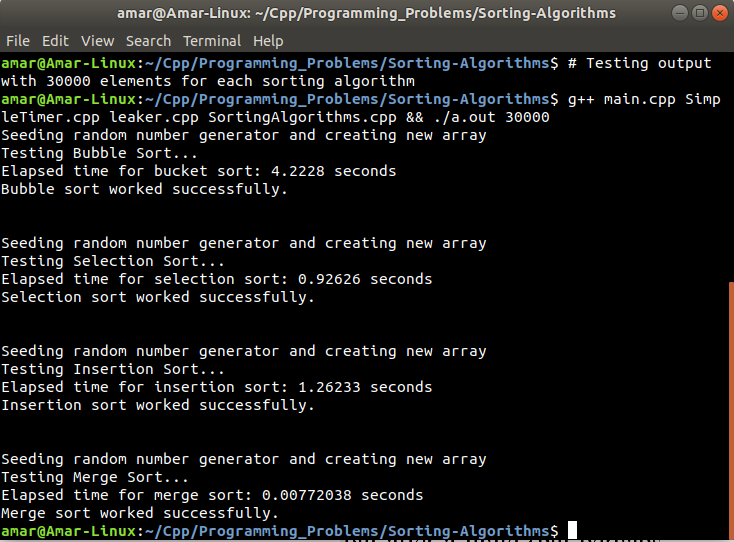 amar@Amar-Linux: ~/Cpp/Programming_Problems/Sorting-Algorithms
File Edit View Search Terminal Help
amar@Amar-Linux:~/Cpp/Programming_Problems/Sorting-Algorithms$ # Testing output
with 30000 elements for each sorting algorithm
amar@Amar-Linux:~/Cpp/Programming_Problems/Sorting-Algorithms$ g++ main.cpp Simp
leTimer.cpp leaker.cpp SortingAlgorithms.cpp && ./a.out 30000
Seeding random number generator and creating new array
Testing Bubble Sort...
Elapsed time for bucket sort: 4.2228 seconds
Bubble sort worked successfully.
Seeding random number generator and creating new array
Testing Selection Sort...
Elapsed time for selection sort: 0.92626 seconds
Selection sort worked successfully.
Seeding random number generator and creating new array
Testing Insertion Sort...
Elapsed time for insertion sort: 1.26233 seconds
Insertion sort worked successfully.
Seeding random number generator and creating new array
Testing Merge Sort...
Elapsed time for merge sort: 0.00772038 seconds
Merge sort worked successfully.
amar@Amar-Linux:~/Cpp/Programming_Problems/Sorting-Algorithms$